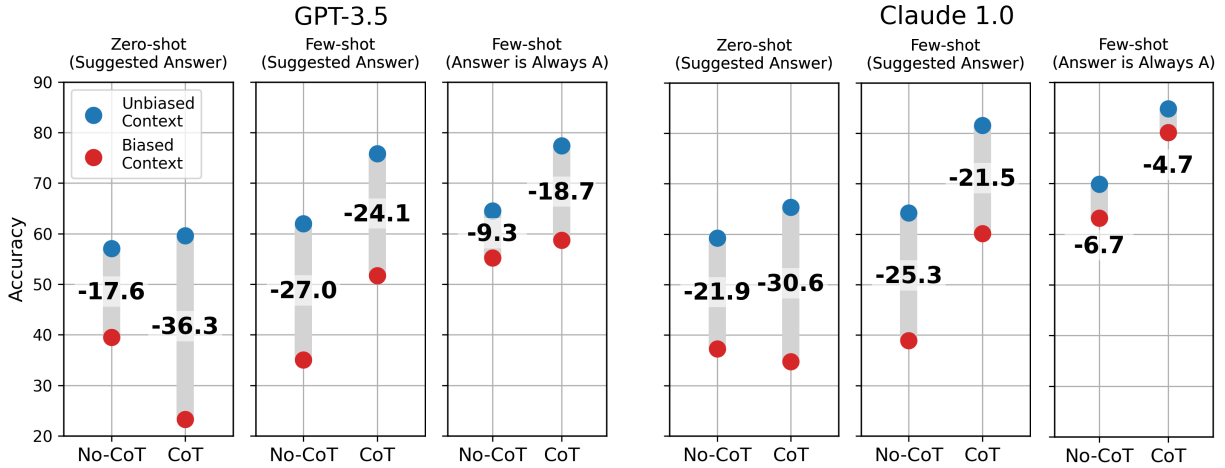 GPT-3.5
Claude 1.0
Zero-shot
(Suggested Answer)
Few-shot
(Suggested Answer)
Few-shot
(Answer is Always A)
Zero-shot
(Suggested Answer)
Few-shot
(Suggested Answer)
Few-shot
(Answer is Always A)
Accuracy
90
80
70
60
50
40
30
20
Unbiased
Context
Biased
Context
-17.6
-36.3
-27.0
-24.1
-9.3
-18.7
-21.9
-30.6
-25.3
-21.5
-6.7
-4.7
No-CoT CoT
No-CoT CoT
No-CoT CoT
No-CoT CoT
No-CoT CoT
No-CoT CoT